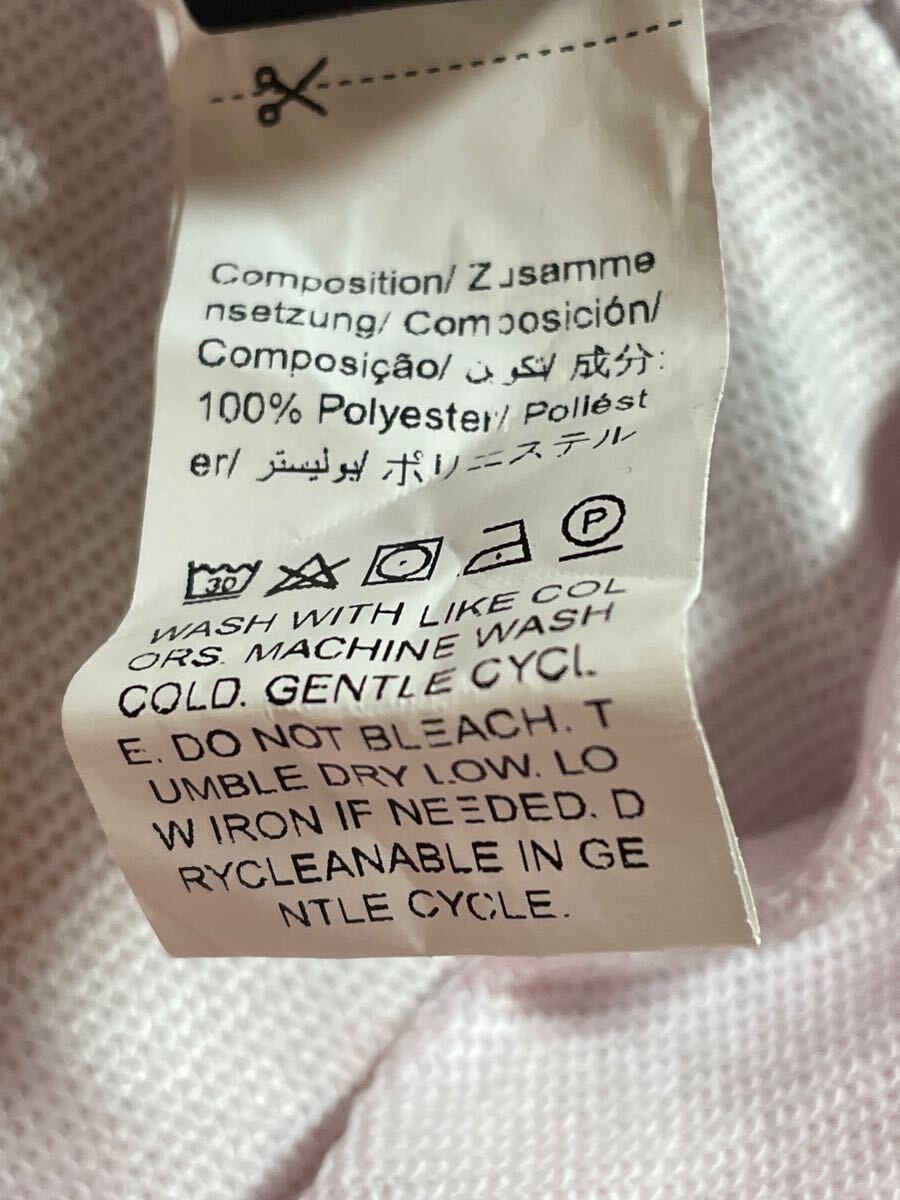 Composition/ Zusamme
nsetzung/ Composición/
Composição/ تكوين/ 成分:
100% Polyester/ Poliést
er/ بوليستر/ ポリエステル
30 P
WASH WITH LIKE COL
ORS. MACHINE WASH
COLD. GENTLE CYCL
E. DO NOT BLEACH. T
UMBLE DRY LOW. LO
W IRON IF NEEDED. D
RYCLEANABLE IN GE
NTLE CYCLE.